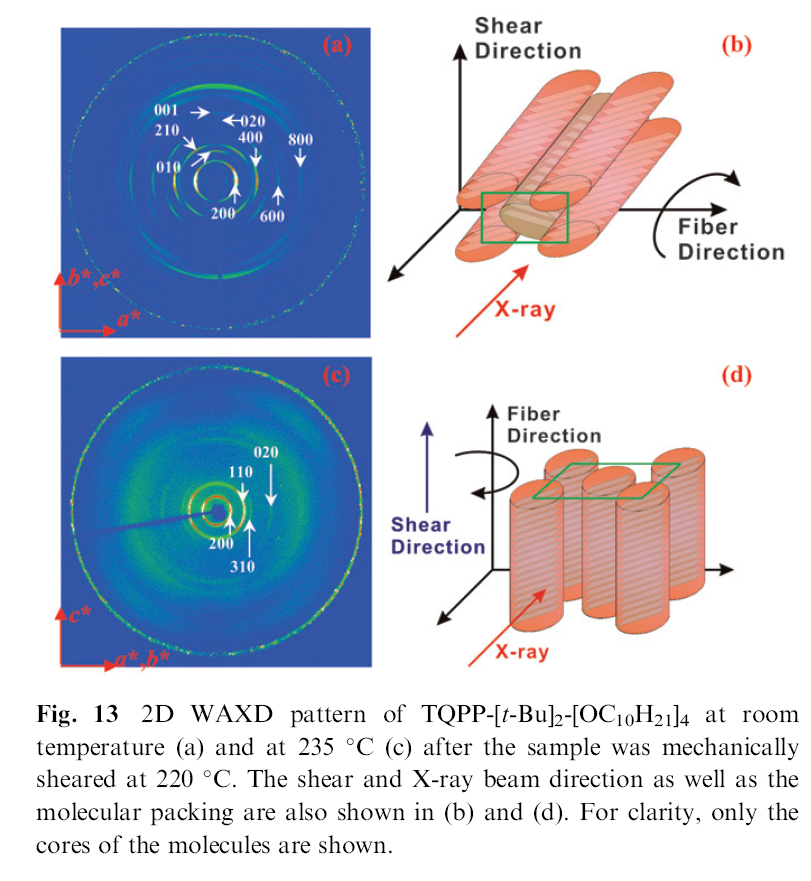 (a)
001
020
210
400
800
010
200
600
b*,c*
a*
Shear
Direction
(b)
Fiber
Direction
X-ray
(c)
020
110
200
310
c*
a*,b*
(d)
Fiber
Direction
Shear
Direction
X-ray
Fig. 13 2D WAXD pattern of TQPP-[t-Bu]₂-[OC₁₀H₂₁]₄ at room
temperature (a) and at 235 °C (c) after the sample was mechanically
sheared at 220 °C. The shear and X-ray beam direction as well as the
molecular packing are also shown in (b) and (d). For clarity, only the
cores of the molecules are shown.